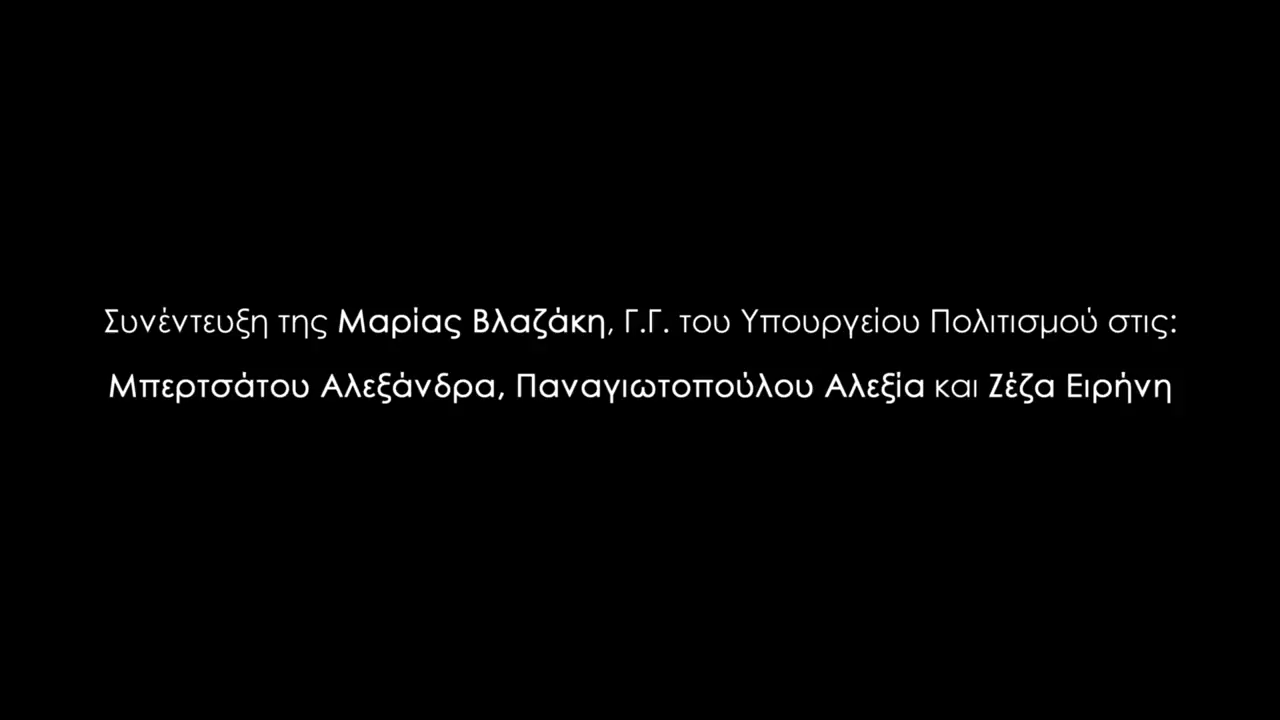 Συνέντευξη της Μαρίας Βλαζάκη, Γ.Γ. του Υπουργείου Πολιτισμού στις:
Μπερτσάτου Αλεξάνδρα, Παναγιωτοπούλου Αλεξία και Ζέζα Ειρήνη